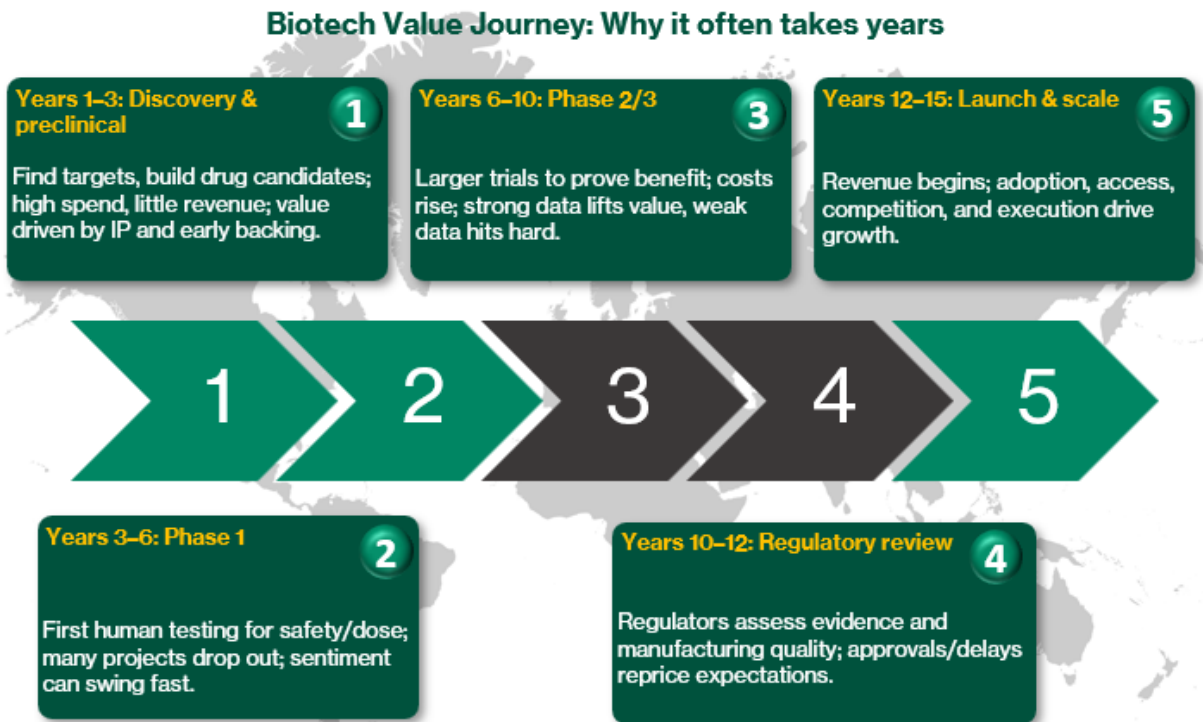 Biotech Value Journey: Why it often takes years
Years 1–3: Discovery &
preclinical
1
Find targets, build drug candidates;
high spend, little revenue; value
driven by IP and early backing.
Years 6–10: Phase 2/3
3
Larger trials to prove benefit; costs
rise; strong data lifts value, weak
data hits hard.
Years 12–15: Launch & scale
5
Revenue begins; adoption, access,
competition, and execution drive
growth.
1
2
3
4
5
Years 3–6: Phase 1
2
First human testing for safety/dose;
many projects drop out; sentiment
can swing fast.
Years 10–12: Regulatory review
4
Regulators assess evidence and
manufacturing quality; approvals/delays
reprice expectations.